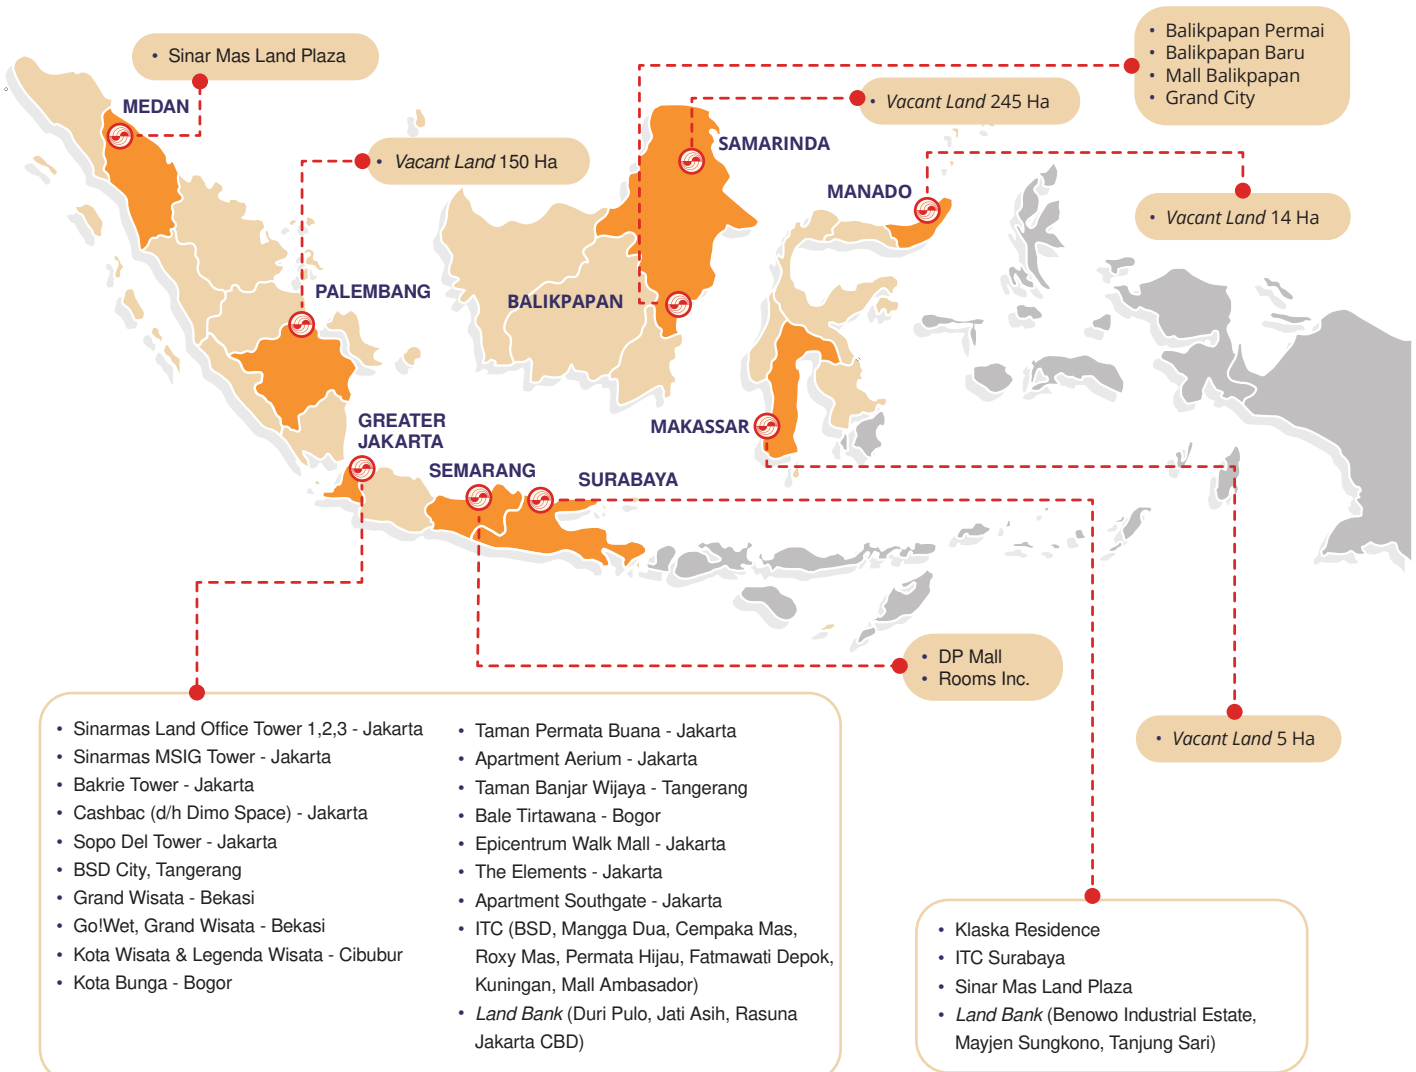 • Sinar Mas Land Plaza
MEDAN
• Vacant Land 150 Ha
PALEMBANG
• Balikpapan Permai
• Balikpapan Baru
• Mall Balikpapan
• Grand City
• Vacant Land 245 Ha
SAMARINDA
MANADO
• Vacant Land 14 Ha
BALIKPAPAN
MAKASSAR
GREATER
JAKARTA
SEMARANG
SURABAYA
• DP Mall
• Rooms Inc.
• Vacant Land 5 Ha
• Sinarmas Land Office Tower 1,2,3 - Jakarta
• Sinarmas MSIG Tower - Jakarta
• Bakrie Tower - Jakarta
• Cashbac (d/h Dimo Space) - Jakarta
• Sopo Del Tower - Jakarta
• BSD City, Tangerang
• Grand Wisata - Bekasi
• Go!Wet, Grand Wisata - Bekasi
• Kota Wisata & Legenda Wisata - Cibubur
• Kota Bunga - Bogor
• Taman Permata Buana - Jakarta
• Apartment Aerium - Jakarta
• Taman Banjar Wijaya - Tangerang
• Bale Tirtawana - Bogor
• Epicentrum Walk Mall - Jakarta
• The Elements - Jakarta
• Apartment Southgate - Jakarta
• ITC (BSD, Mangga Dua, Cempaka Mas,
Roxy Mas, Permata Hijau, Fatmawati Depok,
Kuningan, Mall Ambasador)
• Land Bank (Duri Pulo, Jati Asih, Rasuna
Jakarta CBD)
• Klaska Residence
• ITC Surabaya
• Sinar Mas Land Plaza
• Land Bank (Benowo Industrial Estate,
Mayjen Sungkono, Tanjung Sari)